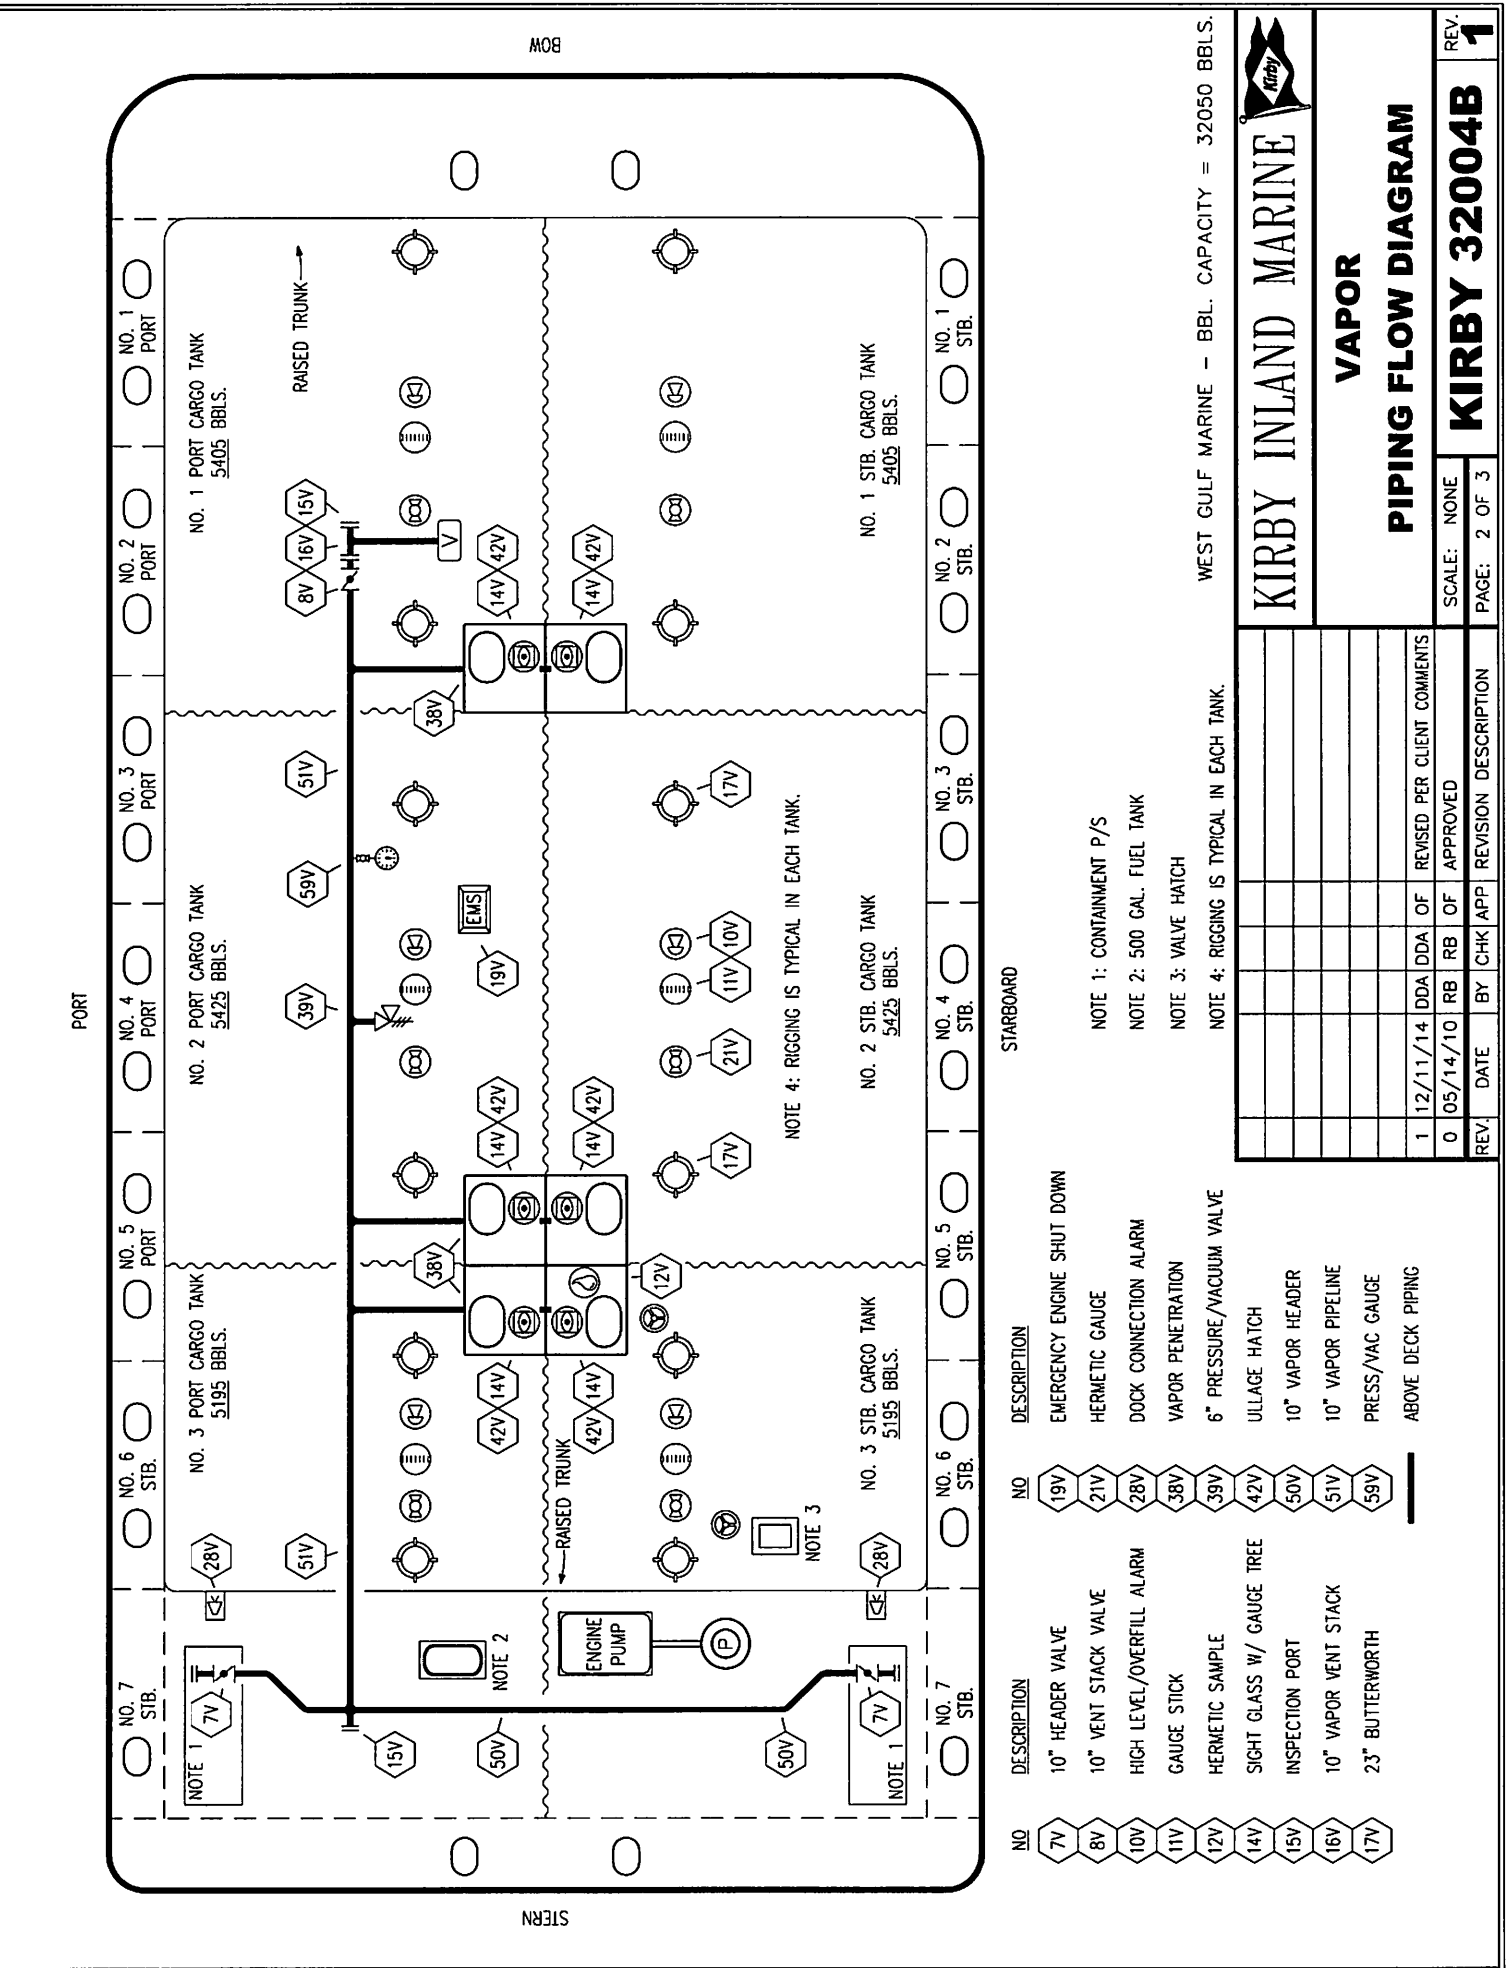 PORT
BOW
STERN
STARBOARD
NO. 7
STB.
NO. 6
STB.
NO. 5
PORT
NO. 4
PORT
NO. 3
PORT
NO. 2
PORT
NO. 1
PORT
NOTE 1
7V
28V
NO. 3 PORT CARGO TANK
5195 BBLS.
NO. 2 PORT CARGO TANK
5425 BBLS.
NO. 1 PORT CARGO TANK
5405 BBLS.
51V
39V
59V
51V
8V
16V
15V
RAISED TRUNK
15V
50V
NOTE 2
42V
14V
38V
14V
42V
19V
EMS
38V
14V
42V
V
ENGINE
PUMP
P
RAISED TRUNK
42V
14V
12V
14V
42V
14V
42V
17V
21V
11V
10V
17V
NOTE 3
NOTE 4: RIGGING IS TYPICAL IN EACH TANK.
50V
NOTE 1
7V
28V
NO. 3 STB. CARGO TANK
5195 BBLS.
NO. 2 STB. CARGO TANK
5425 BBLS.
NO. 1 STB. CARGO TANK
5405 BBLS.
NO. 7
STB.
NO. 6
STB.
NO. 5
STB.
NO. 4
STB.
NO. 3
STB.
NO. 2
STB.
NO. 1
STB.
NO DESCRIPTION
7V 10" HEADER VALVE
8V 10" VENT STACK VALVE
10V HIGH LEVEL/OVERFILL ALARM
11V GAUGE STICK
12V HERMETIC SAMPLE
14V SIGHT GLASS W/ GAUGE TREE
15V INSPECTION PORT
16V 10" VAPOR VENT STACK
17V 23" BUTTERWORTH
NO DESCRIPTION
19V EMERGENCY ENGINE SHUT DOWN
21V HERMETIC GAUGE
28V DOCK CONNECTION ALARM
38V VAPOR PENETRATION
39V 6" PRESSURE/VACUUM VALVE
42V ULLAGE HATCH
50V 10" VAPOR HEADER
51V 10" VAPOR PIPELINE
59V PRESS/VAC GAUGE
ABOVE DECK PIPING
NOTE 1: CONTAINMENT P/S
NOTE 2: 500 GAL. FUEL TANK
NOTE 3: VALVE HATCH
NOTE 4: RIGGING IS TYPICAL IN EACH TANK.
WEST GULF MARINE - BBL. CAPACITY = 32050 BBLS.
1 12/11/14 DDA DDA OF REVISED PER CLIENT COMMENTS
0 05/14/10 RB RB OF APPROVED
REV. DATE BY CHK APP REVISION DESCRIPTION
KIRBY INLAND MARINE
Kirby
VAPOR
PIPING FLOW DIAGRAM
SCALE: NONE
PAGE: 2 OF 3
KIRBY 32004B
REV.
1